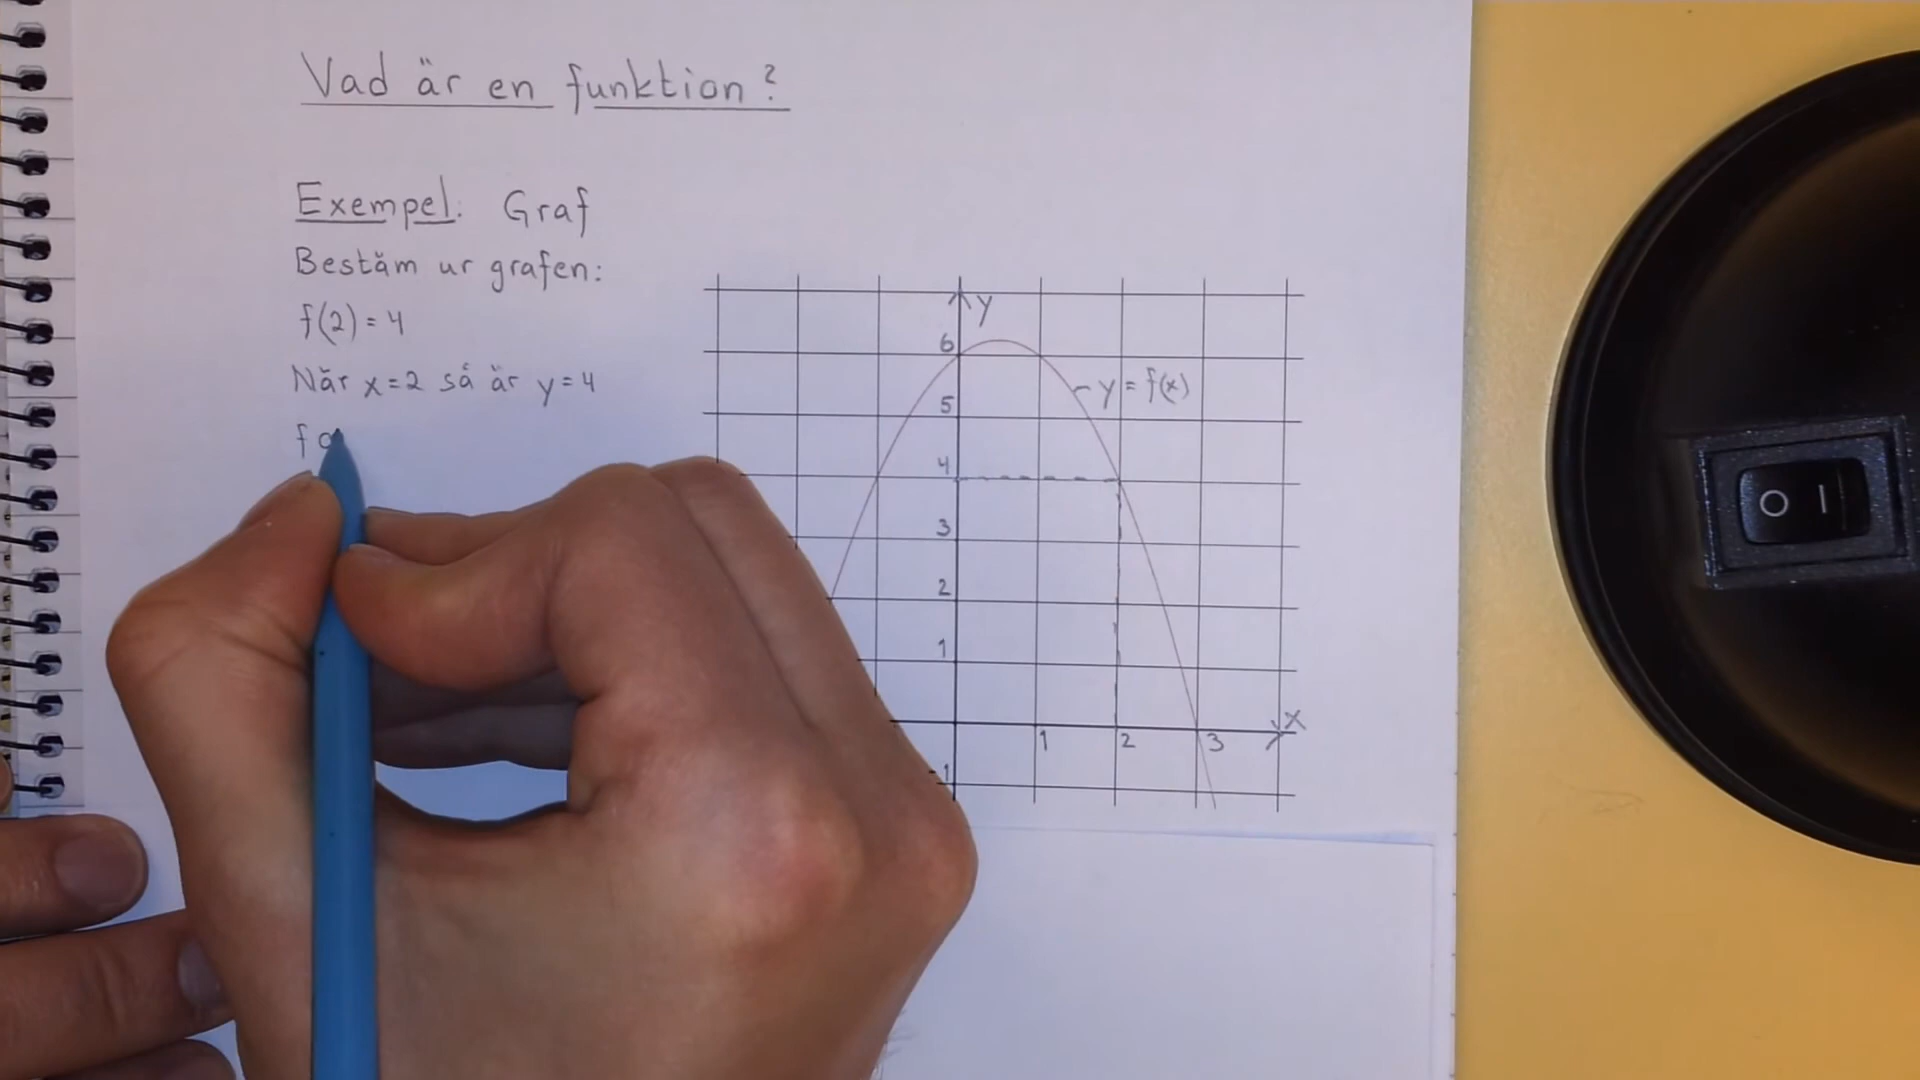 Vad är en funktion?
Exempel: Graf
Bestäm ur grafen:
f(2) = 4
När x=2 så är y=4
f
y
6
y = f(x)
5
4
3
2
1
x
1 2 3
-1
O I